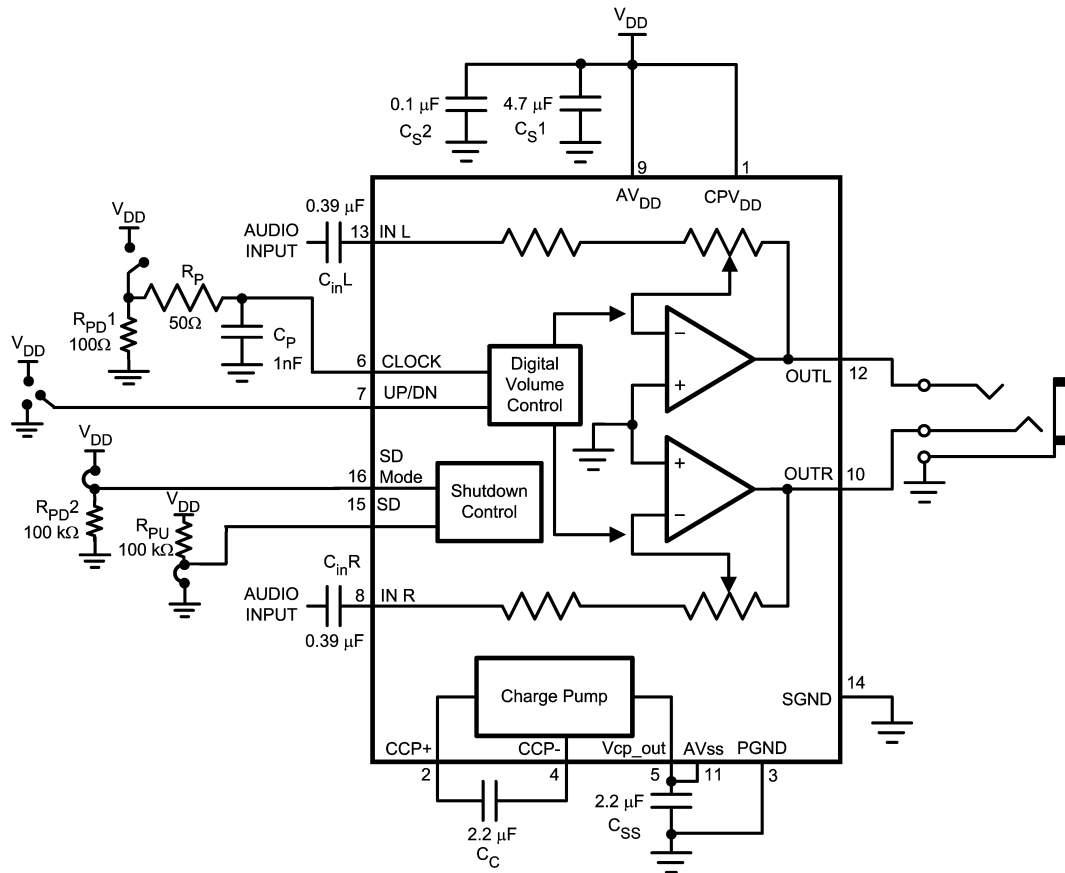 VDD
0.1 µF
CS2
4.7 µF
CS1
9
1
AVDD
CPVDD
0.39 µF
AUDIO
INPUT
13
IN L
CinL
VDD
RP
50Ω
RPD1
100Ω
CP
1nF
VDD
6
CLOCK
7
UP/DN
Digital
Volume
Control
−
+
OUTL
12
+
−
OUTR
10
VDD
RPD2
100 kΩ
SD
16
Mode
15
SD
VDD
RPU
100 kΩ
Shutdown
Control
CinR
AUDIO
INPUT
8
IN R
0.39 µF
Charge Pump
SGND
14
CCP+
CCP-
Vcp_out
AVss
PGND
2
4
5
11
3
2.2 µF
CC
2.2 µF
CSS